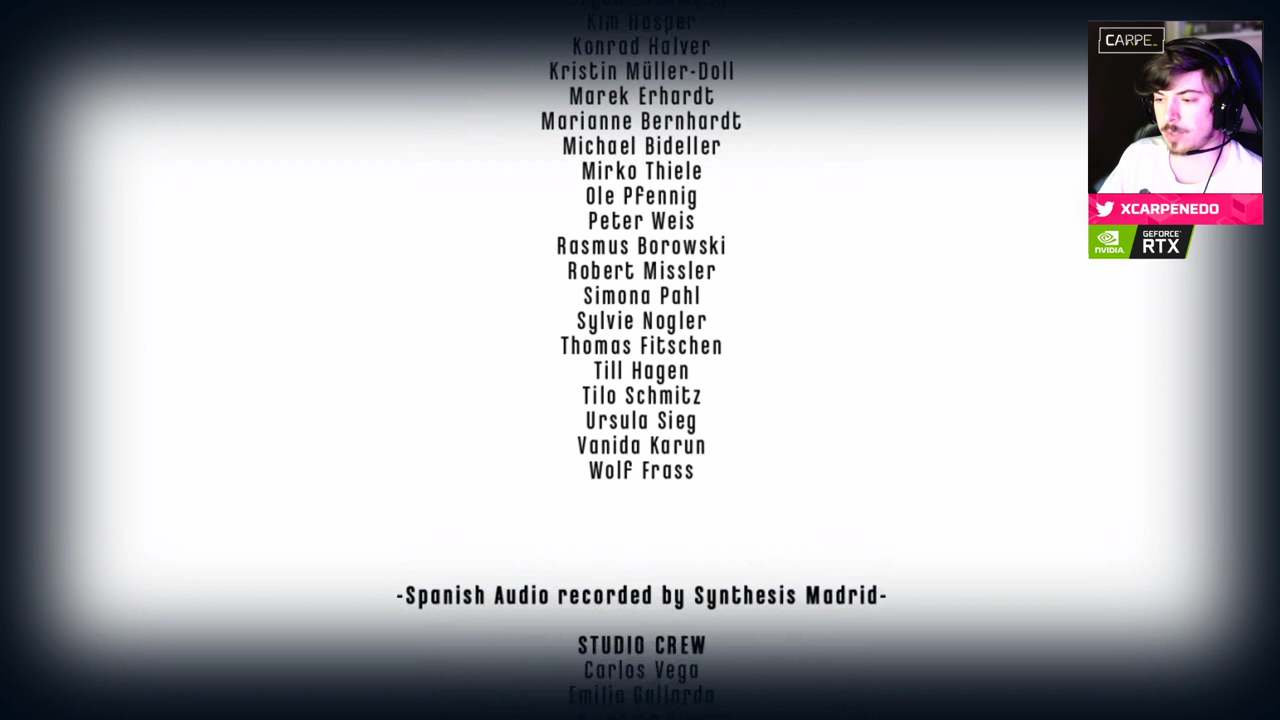 Kim Hasper
Konrad Halver
Kristin Müller-Doll
Marek Erhardt
Marianne Bernhardt
Michael Bideller
Mirko Thiele
Ole Pfennig
Peter Weis
Rasmus Borowski
Robert Missler
Simona Pahl
Sylvie Nogler
Thomas Fitschen
Till Hagen
Tilo Schmitz
Ursula Sieg
Vanida Karun
Wolf Frass
-Spanish Audio recorded by Synthesis Madrid-
STUDIO CREW
Carlos Vega
Emilio Gallardo
CARPE_
XCARPENEDO
NVIDIA
GEFORCE
RTX